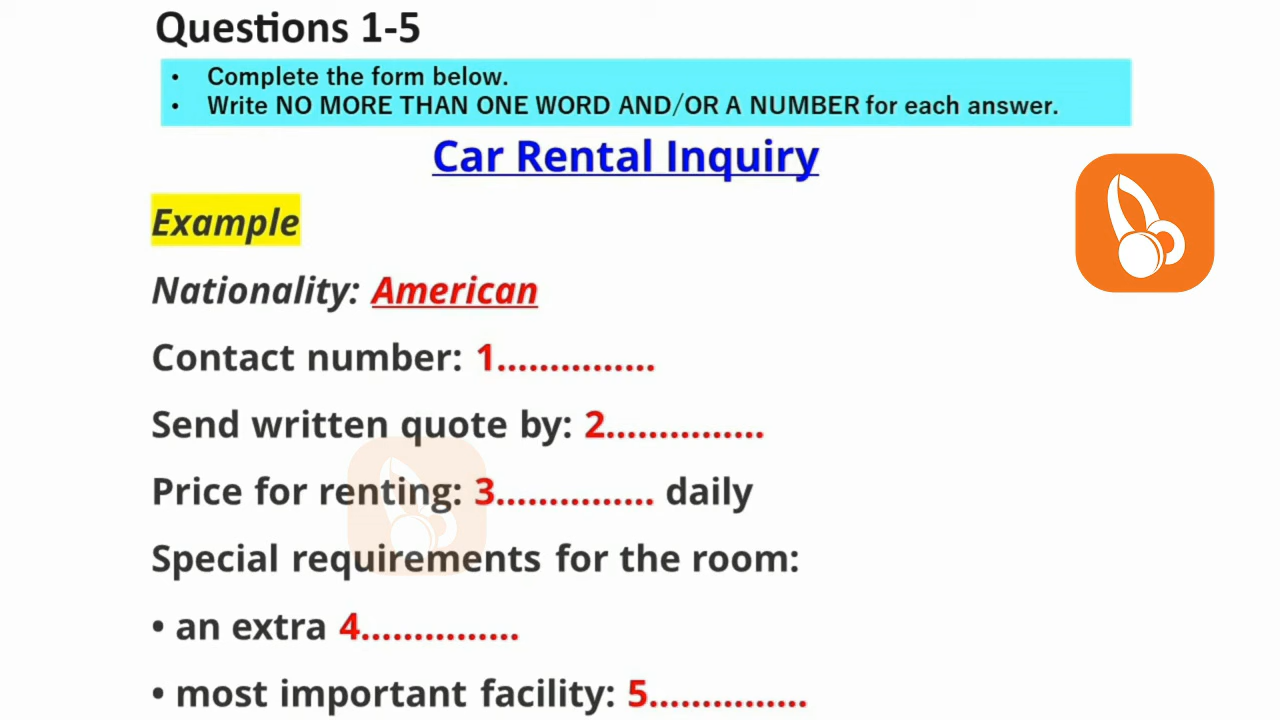 Questions 1-5
• Complete the form below.
• Write NO MORE THAN ONE WORD AND/OR A NUMBER for each answer.
Car Rental Inquiry
Example
Nationality: American
Contact number: 1...............
Send written quote by: 2...............
Price for renting: 3............... daily
Special requirements for the room:
• an extra 4...............
• most important facility: 5...............